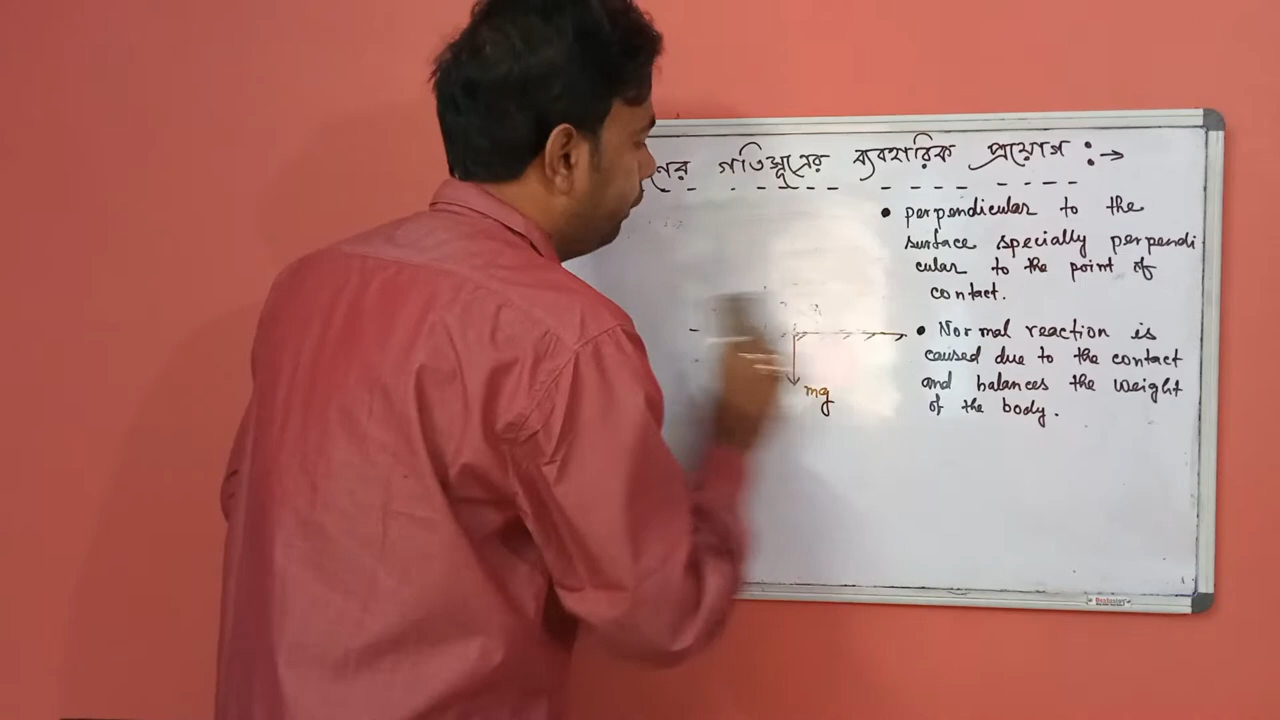 গতিসূত্রের ব্যবহারিক প্রয়োগ :→
• perpendicular to the
surface specially perpendi
cular to the point of
contact.
• Normal reaction is
caused due to the contact
and balances the weight
of the body.
mg